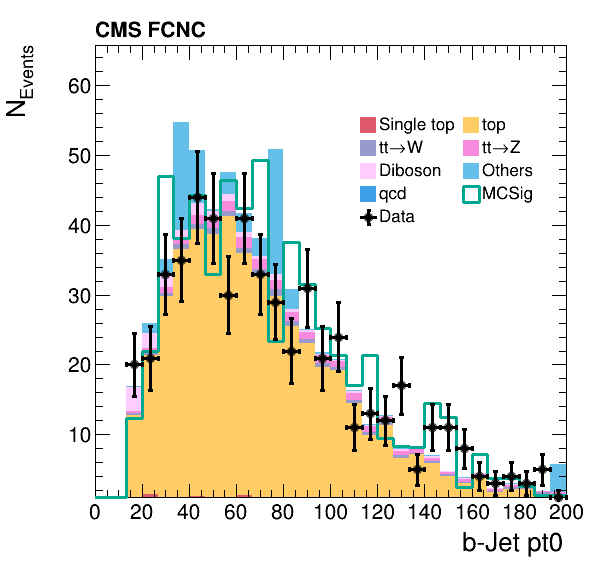 CMS FCNC
N_Events
60
50
40
30
20
10
Single top
top
tt→W
tt→Z
Diboson
Others
qcd
MCSig
Data
0 20 40 60 80 100 120 140 160 180 200
b-Jet pt0